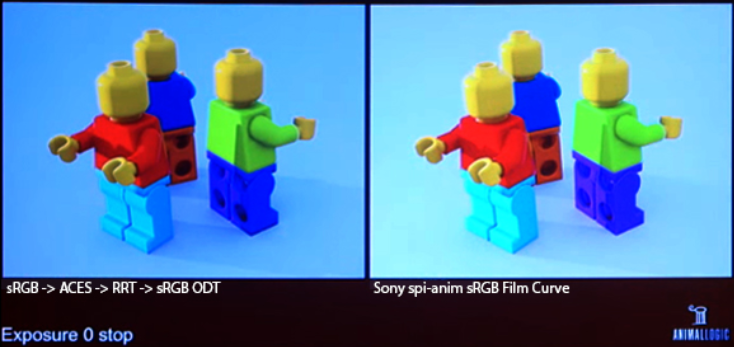 sRGB -> ACES -> RRT -> sRGB ODT
Sony spi-anim sRGB Film Curve
Exposure 0 stop
ANIMALLOGIC